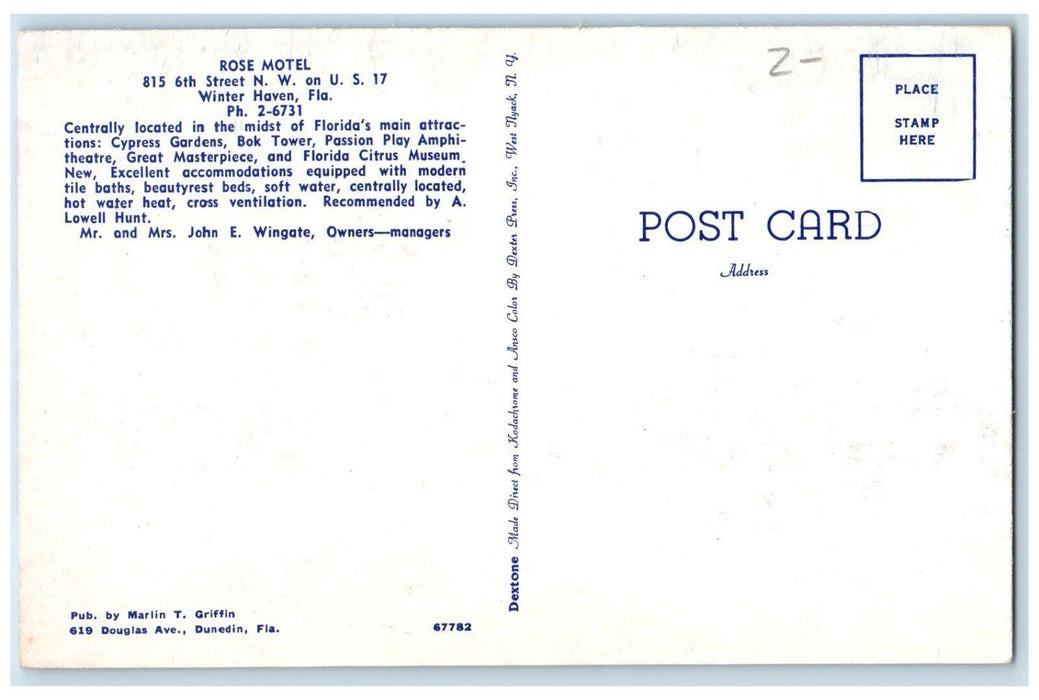 ROSE MOTEL
815 6th Street N. W. on U. S. 17
Winter Haven, Fla.
Ph. 2-6731
Centrally located in the midst of Florida's main attrac-
tions: Cypress Gardens, Bok Tower, Passion Play Amphi-
theatre, Great Masterpiece, and Florida Citrus Museum.
New, Excellent accommodations equipped with modern
tile baths, beautyrest beds, soft water, centrally located,
hot water heat, cross ventilation. Recommended by A.
Lowell Hunt.
Mr. and Mrs. John E. Wingate, Owners—managers
Pub. by Marlin T. Griffin
619 Douglas Ave., Dunedin, Fla.
67782
Dextone Made Direct from Kodachrome and Ansco Color By Dexter Press, Inc., West Nyack, N. Y.
2-
PLACE
STAMP
HERE
POST CARD
Address